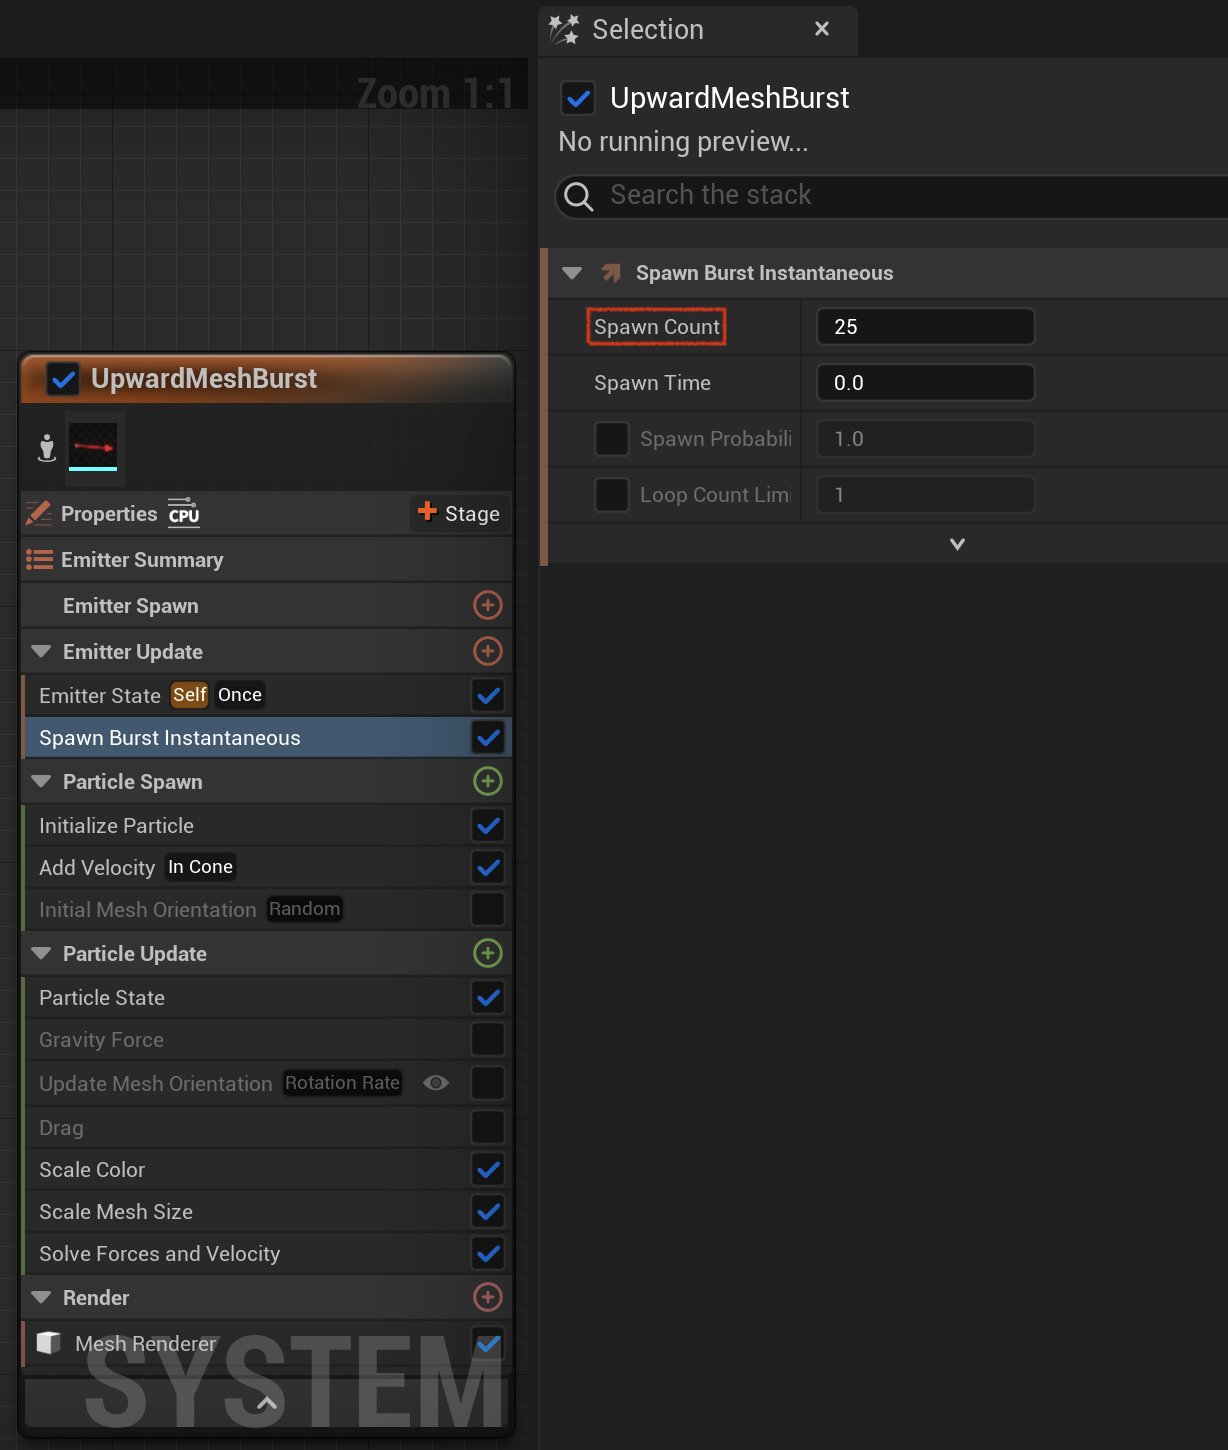 Zoom 1:1
UpwardMeshBurst
Properties CPU Stage
Emitter Summary
Emitter Spawn
Emitter Update
Emitter State Self Once
Spawn Burst Instantaneous
Particle Spawn
Initialize Particle
Add Velocity In Cone
Initial Mesh Orientation Random
Particle Update
Particle State
Gravity Force
Update Mesh Orientation Rotation Rate
Drag
Scale Color
Scale Mesh Size
Solve Forces and Velocity
Render
Mesh Renderer
SYSTEM
Selection
UpwardMeshBurst
No running preview...
Search the stack
Spawn Burst Instantaneous
Spawn Count 25
Spawn Time 0.0
Spawn Probabili 1.0
Loop Count Limi 1